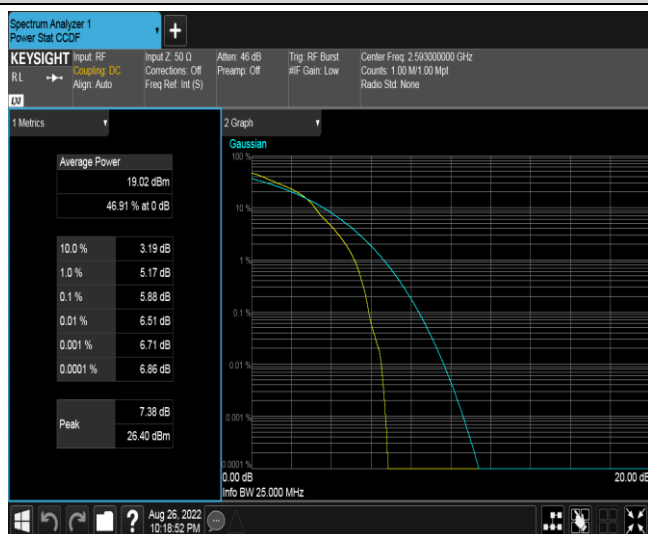 Spectrum Analyzer 1
Power Stat CCDF
KEYSIGHT
RL
LXI
Input: RF
Coupling: DC
Align: Auto
Input Z: 50 Ω
Corrections: Off
Freq Ref: Int (S)
Atten: 46 dB
Preamp: Off
Trig: RF Burst
#IF Gain: Low
Center Freq: 2.593000000 GHz
Counts: 1.00 M/1.00 Mpt
Radio Std: None
1 Metrics
Average Power
19.02 dBm
46.91 % at 0 dB
10.0 % 3.19 dB
1.0 % 5.17 dB
0.1 % 5.88 dB
0.01 % 6.51 dB
0.001 % 6.71 dB
0.0001 % 6.86 dB
Peak
7.38 dB
26.40 dBm
2 Graph
Gaussian
100 %
10 %
1 %
0.1 %
0.01 %
0.001 %
0.0001 %
0.00 dB
20.00 dB
Info BW 25.000 MHz
Aug 26, 2022
10:18:52 PM